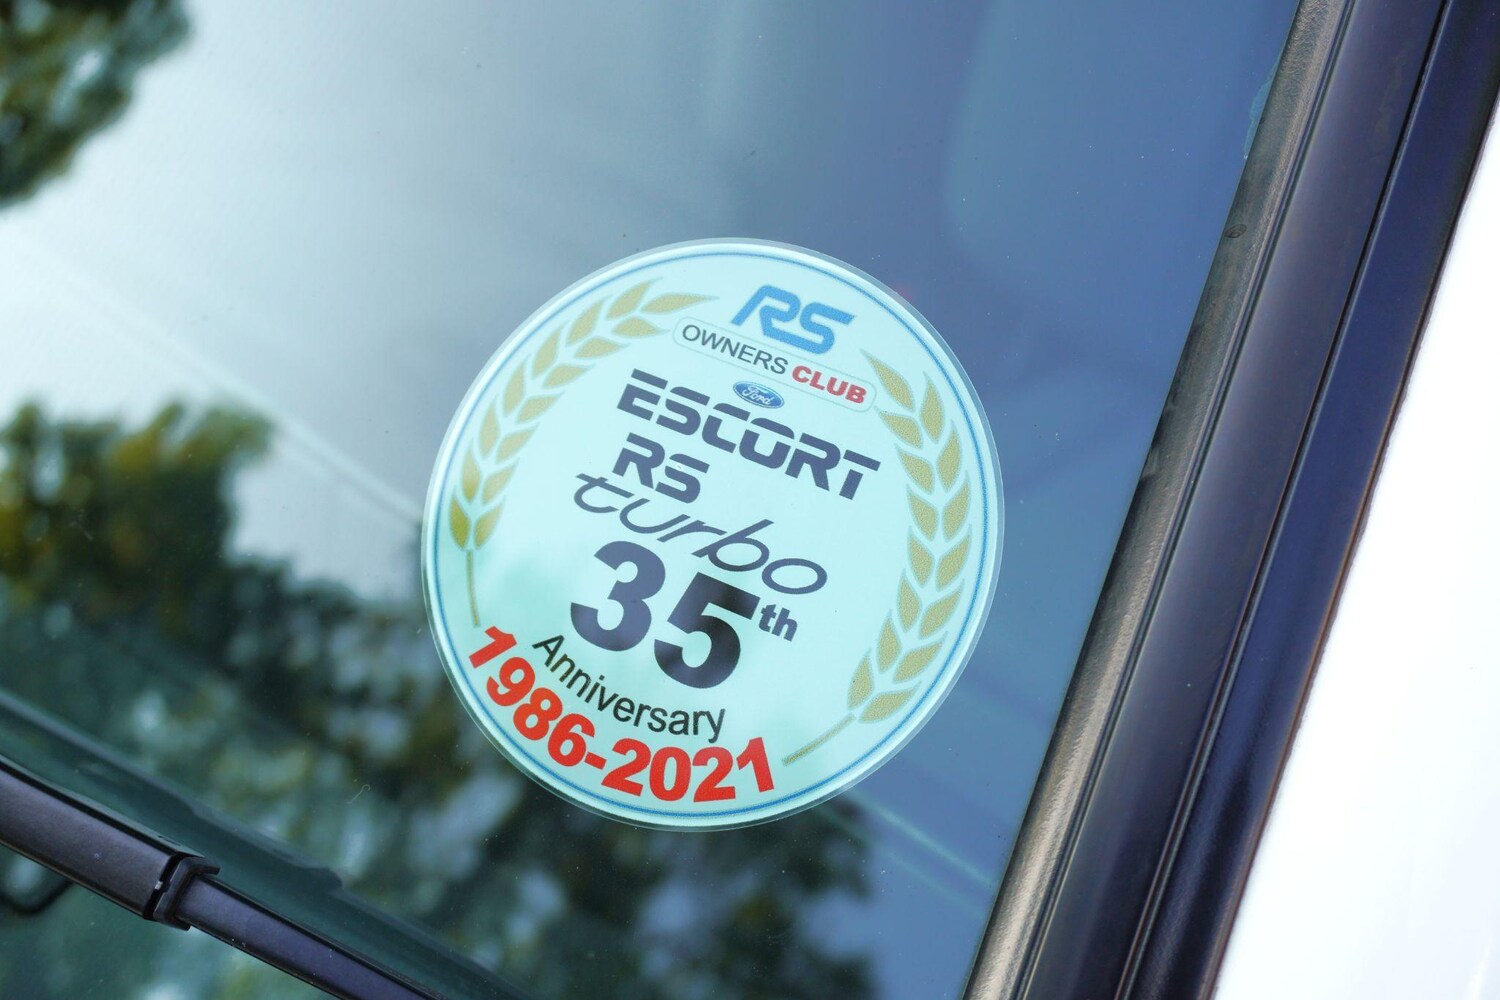 RS
OWNERS CLUB
Ford
ESCORT
RS
turbo
35th
Anniversary
1986-2021